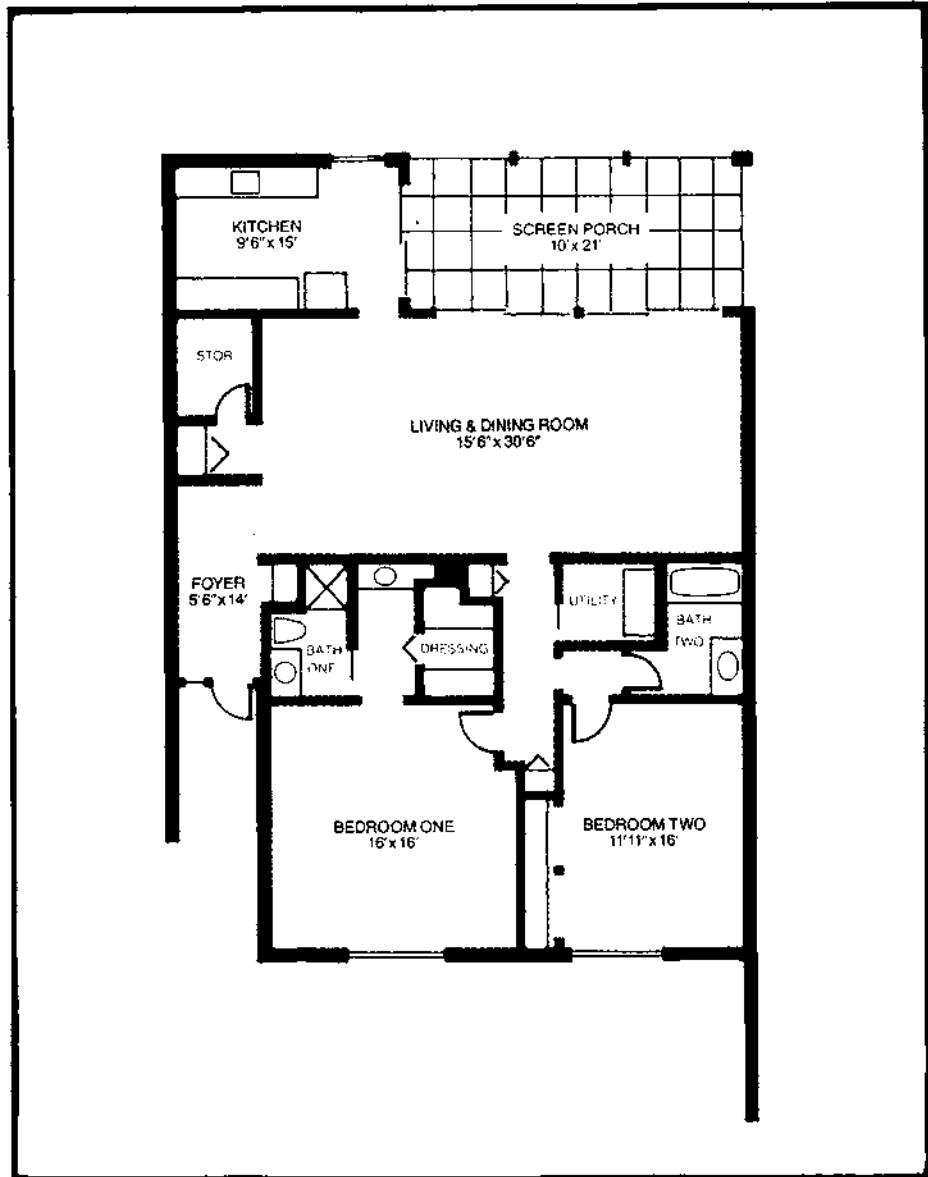 KITCHEN
9'6" x 15'
SCREEN PORCH
10' x 21'
STOR
LIVING & DINING ROOM
15'6" x 30'6"
FOYER
5'6" x 14'
BATH
ONE
DRESSING
UTILITY
BATH
TWO
BEDROOM ONE
16' x 16'
BEDROOM TWO
11'11" x 16'